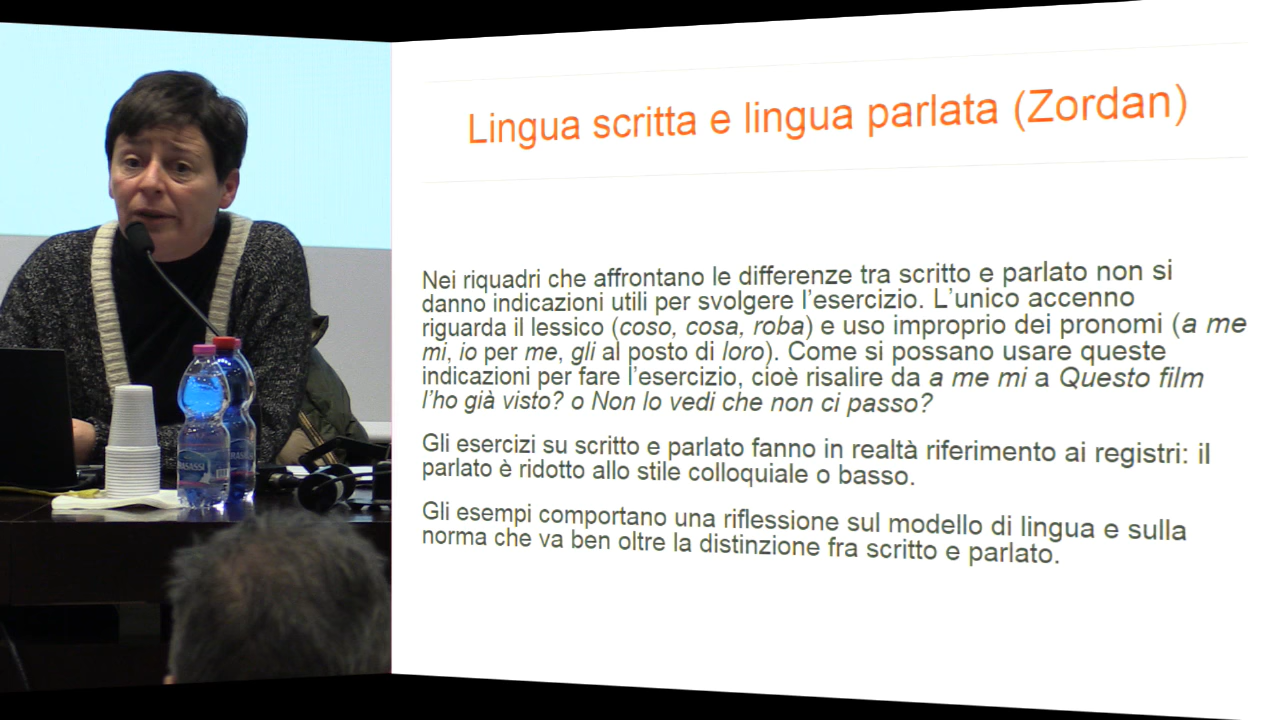 Lingua scritta e lingua parlata (Zordan)
Nei riquadri che affrontano le differenze tra scritto e parlato non si
danno indicazioni utili per svolgere l'esercizio. L'unico accenno
riguarda il lessico (coso, cosa, roba) e uso improprio dei pronomi (a me
mi, io per me, gli al posto di loro). Come si possano usare queste
indicazioni per fare l'esercizio, cioè risalire da a me mi a Questo film
l'ho già visto? o Non lo vedi che non ci passo?
Gli esercizi su scritto e parlato fanno in realtà riferimento ai registri: il
parlato è ridotto allo stile colloquiale o basso.
Gli esempi comportano una riflessione sul modello di lingua e sulla
norma che va ben oltre la distinzione fra scritto e parlato.